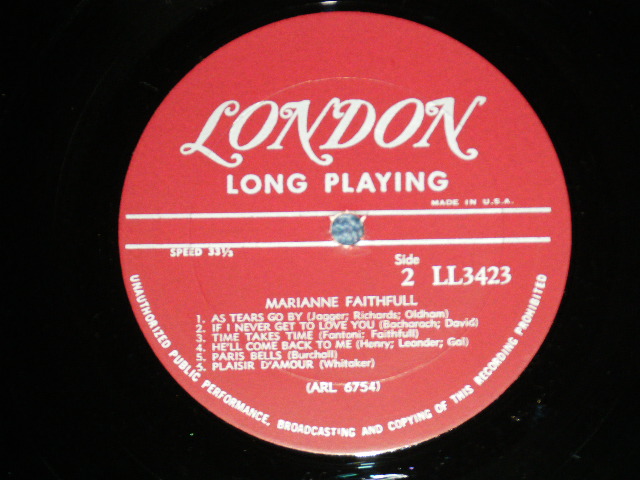 LONDON
LONG PLAYING
MADE IN U.S.A.
SPEED 33⅓
Side
2 LL3423
MARIANNE FAITHFULL
1. AS TEARS GO BY (Jagger; Richards; Oldham)
2. IF I NEVER GET TO LOVE YOU (Bacharach; David)
3. TIME TAKES TIME (Fantoni; Faithfull)
4. HE'LL COME BACK TO ME (Henry; Leander; Gal)
5. PARIS BELLS (Burchall)
5. PLAISIR D'AMOUR (Whitaker)
(ARL 6754)
UNAUTHORIZED PUBLIC PERFORMANCE, BROADCASTING AND COPYING OF THIS RECORDING PROHIBITED